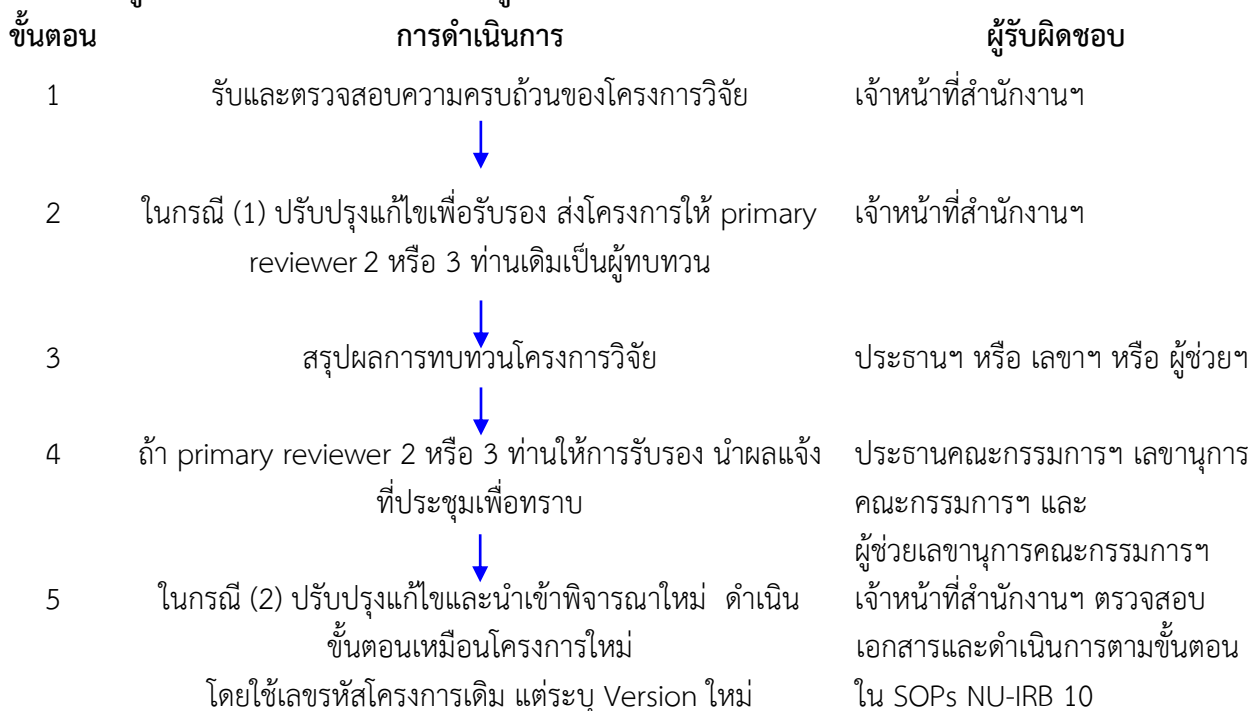 ขั้นตอน การดำเนินการ ผู้รับผิดชอบ
1 รับและตรวจสอบความครบถ้วนของโครงการวิจัย เจ้าหน้าที่สำนักงานฯ
2 ในกรณี (1) ปรับปรุงแก้ไขเพื่อรับรอง ส่งโครงการให้ primary เจ้าหน้าที่สำนักงานฯ
reviewer 2 หรือ 3 ท่านเดิมเป็นผู้ทบทวน
3 สรุปผลการทบทวนโครงการวิจัย ประธานฯ หรือ เลขาฯ หรือ ผู้ช่วยฯ
4 ถ้า primary reviewer 2 หรือ 3 ท่านให้การรับรอง นำผลแจ้ง ประธานคณะกรรมการฯ เลขานุการ
ที่ประชุมเพื่อทราบ คณะกรรมการฯ และ
ผู้ช่วยเลขานุการคณะกรรมการฯ
5 ในกรณี (2) ปรับปรุงแก้ไขและนำเข้าพิจารณาใหม่ ดำเนิน เจ้าหน้าที่สำนักงานฯ ตรวจสอบ
ขั้นตอนเหมือนโครงการใหม่ เอกสารและดำเนินการตามขั้นตอน
โดยใช้เลขรหัสโครงการเดิม แต่ระบุ Version ใหม่ ใน SOPs NU-IRB 10